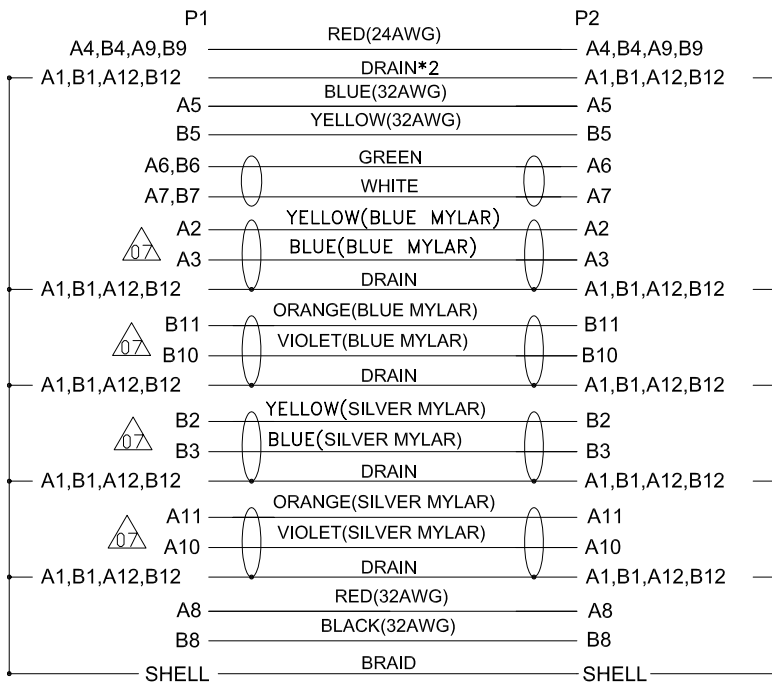 P1 P2
A4,B4,A9,B9 RED(24AWG) A4,B4,A9,B9
A1,B1,A12,B12 DRAIN*2 A1,B1,A12,B12
A5 BLUE(32AWG) A5
B5 YELLOW(32AWG) B5
A6,B6 GREEN A6
A7,B7 WHITE A7
A2 YELLOW(BLUE MYLAR) A2
07 A3 BLUE(BLUE MYLAR) A3
A1,B1,A12,B12 DRAIN A1,B1,A12,B12
B11 ORANGE(BLUE MYLAR) B11
07 B10 VIOLET(BLUE MYLAR) B10
A1,B1,A12,B12 DRAIN A1,B1,A12,B12
B2 YELLOW(SILVER MYLAR) B2
07 B3 BLUE(SILVER MYLAR) B3
A1,B1,A12,B12 DRAIN A1,B1,A12,B12
A11 ORANGE(SILVER MYLAR) A11
07 A10 VIOLET(SILVER MYLAR) A10
A1,B1,A12,B12 DRAIN A1,B1,A12,B12
A8 RED(32AWG) A8
B8 BLACK(32AWG) B8
SHELL BRAID SHELL